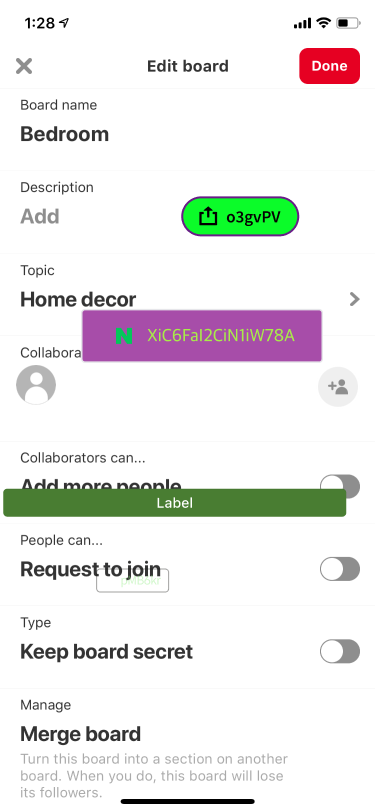 1:28
Edit board
Done
Board name
Bedroom
Description
Add
o3gvPV
Topic
Home decor
XiC6FaI2CiN1iW78A
Collabora
Collaborators can...
Add more people
Label
People can...
Request to join
Type
Keep board secret
Manage
Merge board
Turn this board into a section on another
board. When you do, this board will lose
its followers.